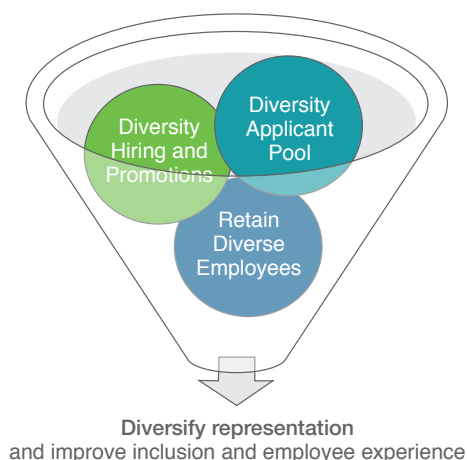 Diversity
Hiring and
Promotions
Diversity
Applicant
Pool
Retain
Diverse
Employees
Diversify representation
and improve inclusion and employee experience